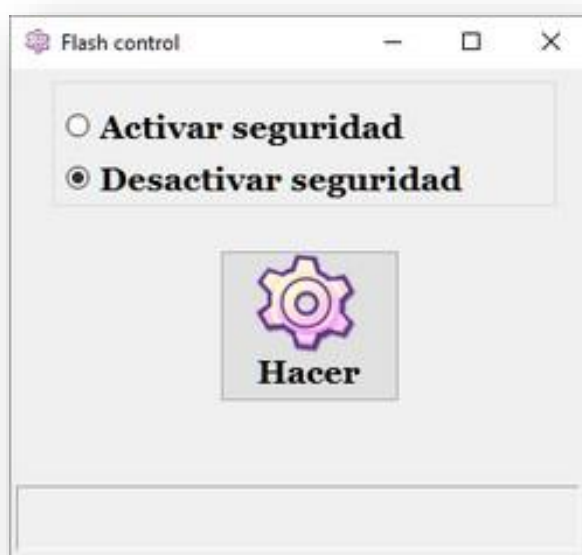 Flash control
Activar seguridad
Desactivar seguridad
Hacer